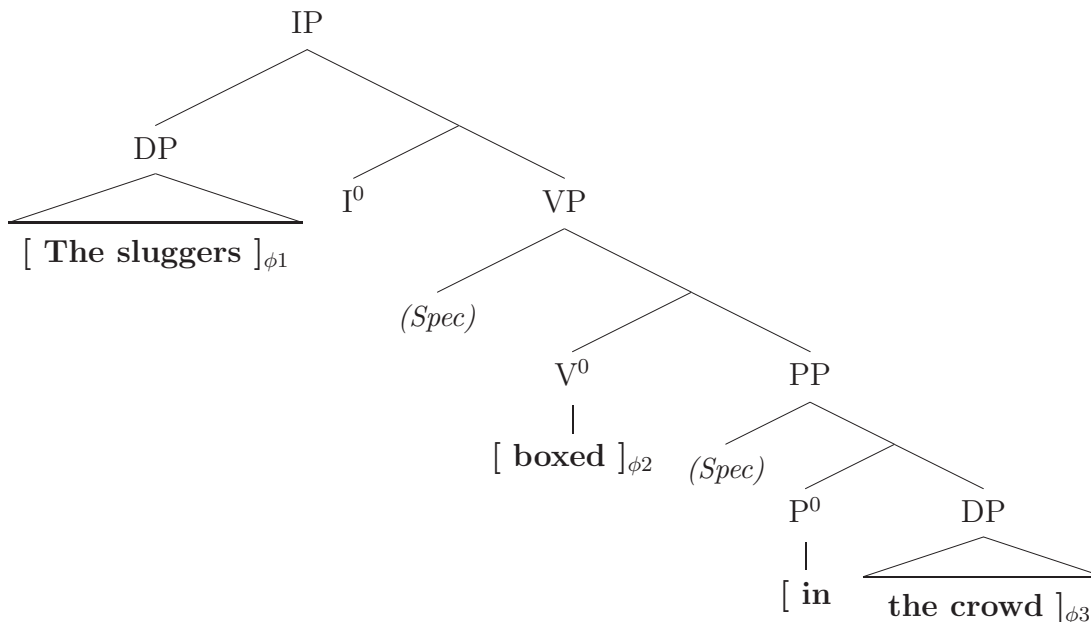 IP
DP
I⁰ VP
[ The sluggers ]ϕ1
(Spec)
V⁰ PP
[ boxed ]ϕ2 (Spec)
P⁰ DP
[ in the crowd ]ϕ3